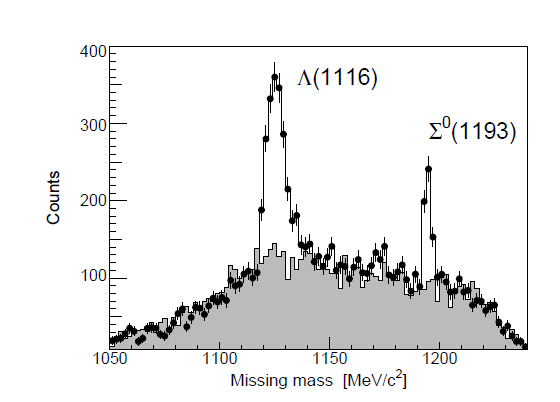 400
300
200
100
Counts
Λ(1116)
Σ⁰(1193)
1050 1100 1150 1200
Missing mass [MeV/c²]